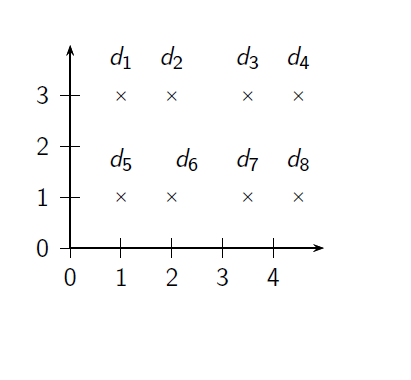 d₁ d₂ d₃ d₄
3 × × × ×
2
d₅ d₆ d₇ d₈
1 × × × ×
0
0 1 2 3 4